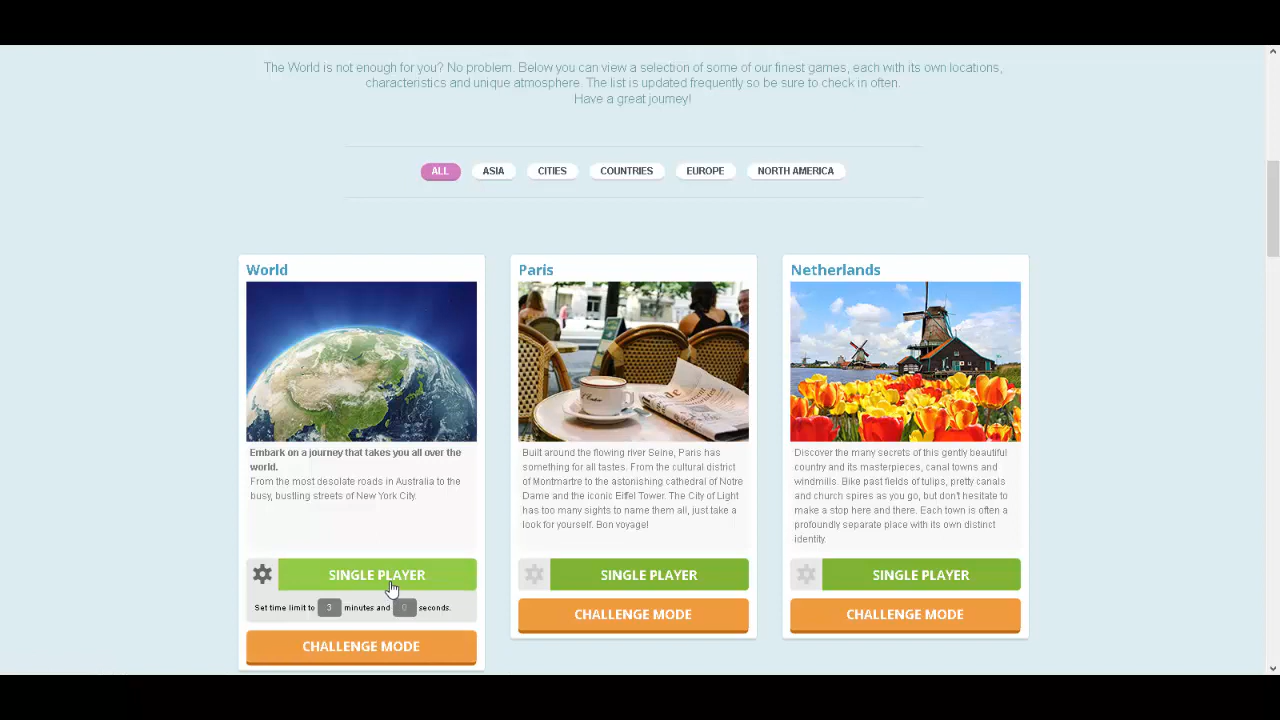 The World is not enough for you? No problem. Below you can view a selection of some of our finest games, each with its own locations,
characteristics and unique atmosphere. The list is updated frequently so be sure to check in often.
Have a great journey!
ALL ASIA CITIES COUNTRIES EUROPE NORTH AMERICA
World
Embark on a journey that takes you all over the
world.
From the most desolate roads in Australia to the
busy, bustling streets of New York City.
SINGLE PLAYER
Set time limit to 3 minutes and 0 seconds.
CHALLENGE MODE
Paris
Built around the flowing river Seine, Paris has
something for all tastes. From the cultural district
of Montmartre to the astonishing cathedral of Notre
Dame and the iconic Eiffel Tower. The City of Light
has too many sights to name them all, just take a
look for yourself. Bon voyage!
SINGLE PLAYER
CHALLENGE MODE
Netherlands
Discover the many secrets of this gently beautiful
country and its masterpieces, canal towns and
windmills. Bike past fields of tulips, pretty canals
and church spires as you go, but don't hesitate to
make a stop here and there. Each town is often a
profoundly separate place with its own distinct
identity.
SINGLE PLAYER
CHALLENGE MODE